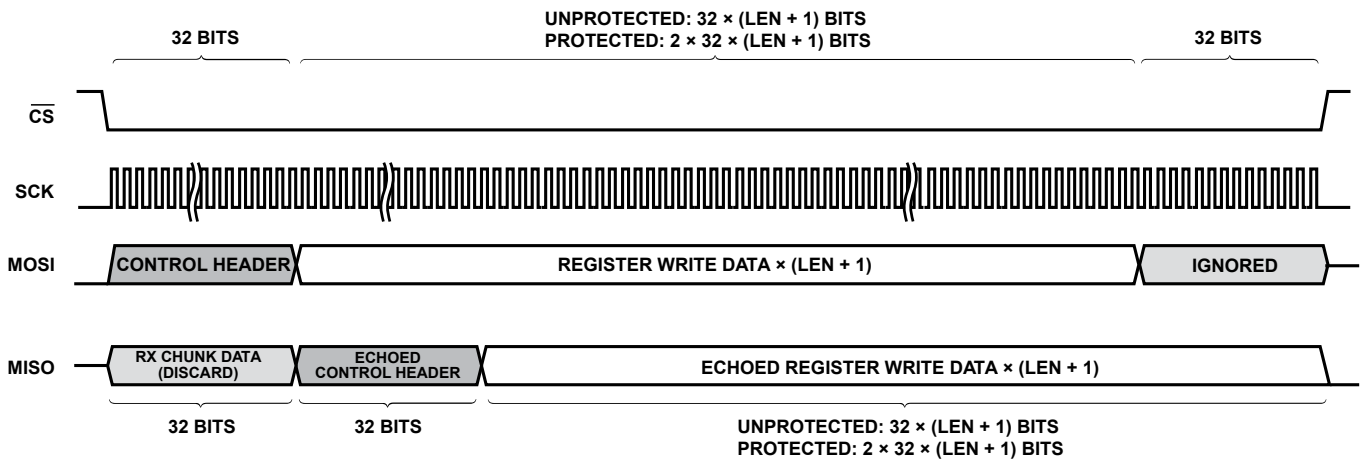 32 BITS
UNPROTECTED: 32 × (LEN + 1) BITS
PROTECTED: 2 × 32 × (LEN + 1) BITS
32 BITS
CS
SCK
MOSI
CONTROL HEADER
REGISTER WRITE DATA × (LEN + 1)
IGNORED
MISO
RX CHUNK DATA
(DISCARD)
ECHOED
CONTROL HEADER
ECHOED REGISTER WRITE DATA × (LEN + 1)
32 BITS
32 BITS
UNPROTECTED: 32 × (LEN + 1) BITS
PROTECTED: 2 × 32 × (LEN + 1) BITS